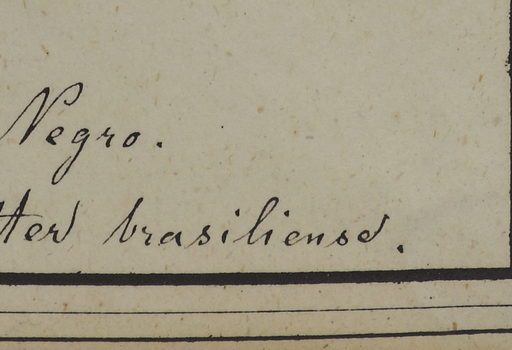 Negro.
tter brasiliense.